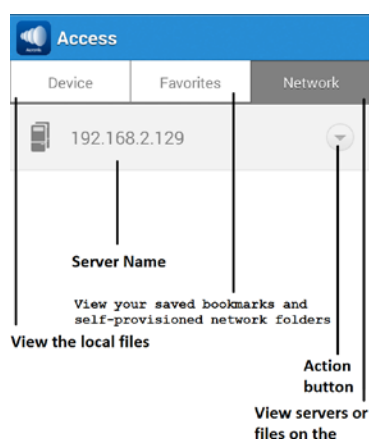 Access
Device Favorites Network
192.168.2.129
Server Name
View your saved bookmarks and
self-provisioned network folders
View the local files
Action
button
View servers or
files on the